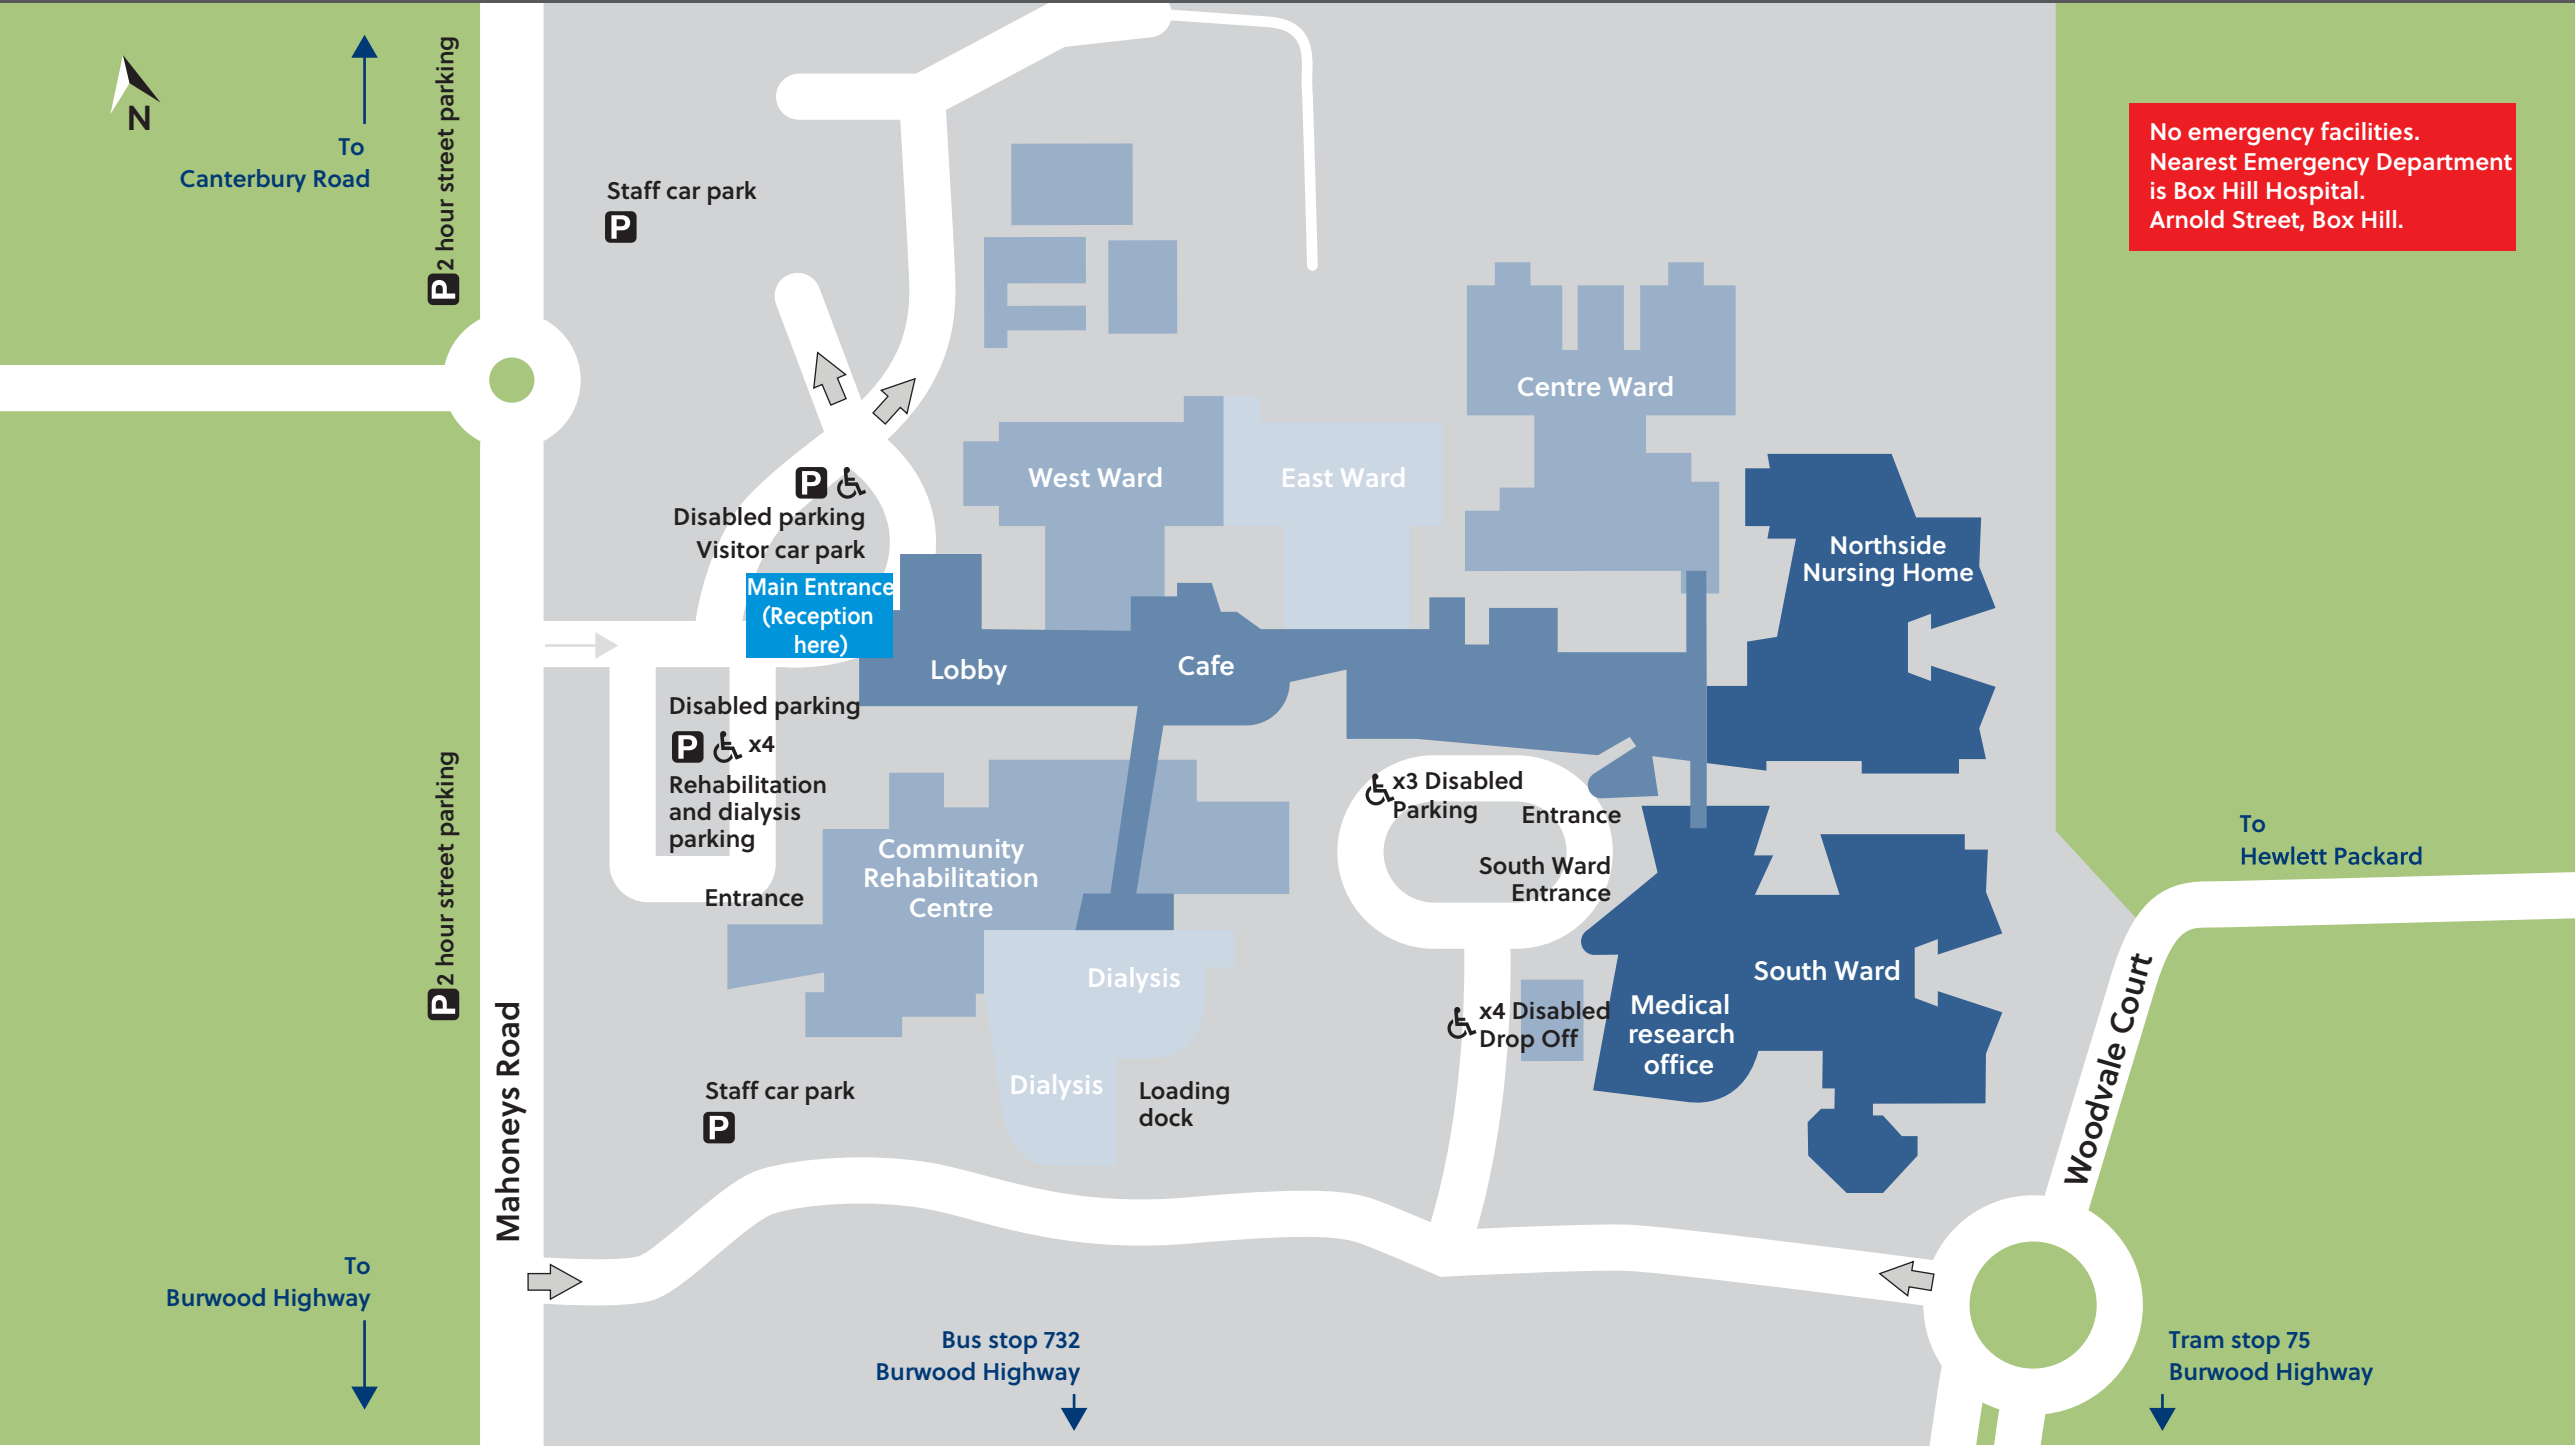 N
To
Canterbury Road
P 2 hour street parking
Staff car park
P
No emergency facilities.
Nearest Emergency Department
is Box Hill Hospital.
Arnold Street, Box Hill.
Centre Ward
West Ward
East Ward
P
Disabled parking
Visitor car park
Main Entrance
(Reception
here)
Northside
Nursing Home
Lobby
Cafe
Disabled parking
P x4
Rehabilitation
and dialysis
parking
Entrance
x3 Disabled
Parking
Entrance
South Ward
Entrance
Community
Rehabilitation
Centre
To
Hewlett Packard
P 2 hour street parking
Mahoneys Road
Dialysis
Dialysis
South Ward
x4 Disabled
Drop Off
Medical
research
office
Woodvale Court
Staff car park
P
Loading
dock
To
Burwood Highway
Bus stop 732
Burwood Highway
Tram stop 75
Burwood Highway